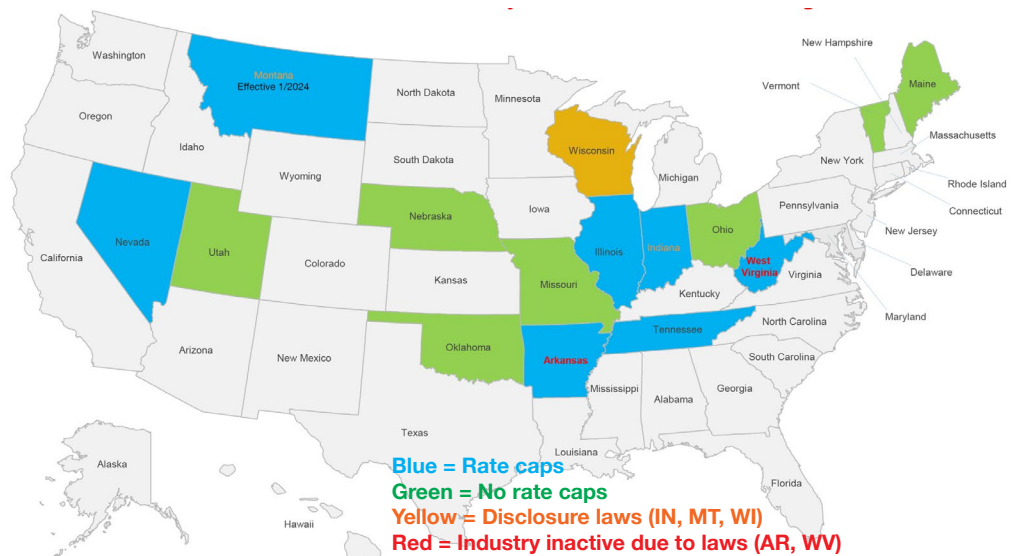 New Hampshire
Washington
Montana
Effective 1/2024
North Dakota
Minnesota
Vermont
Maine
Oregon
Idaho
Wisconsin
Massachusetts
South Dakota
Wyoming
Michigan
New York
Rhode Island
Nebraska
Iowa
Pennsylvania
Connecticut
Nevada
Utah
Illinois
Indiana
Ohio
New Jersey
California
Colorado
Kansas
Missouri
West
Virginia
Virginia
Delaware
Kentucky
Maryland
Arizona
New Mexico
Oklahoma
Arkansas
Tennessee
North Carolina
South Carolina
Mississippi
Alabama
Georgia
Texas
Louisiana
Alaska
Florida
Hawaii
Blue = Rate caps
Green = No rate caps
Yellow = Disclosure laws (IN, MT, WI)
Red = Industry inactive due to laws (AR, WV)